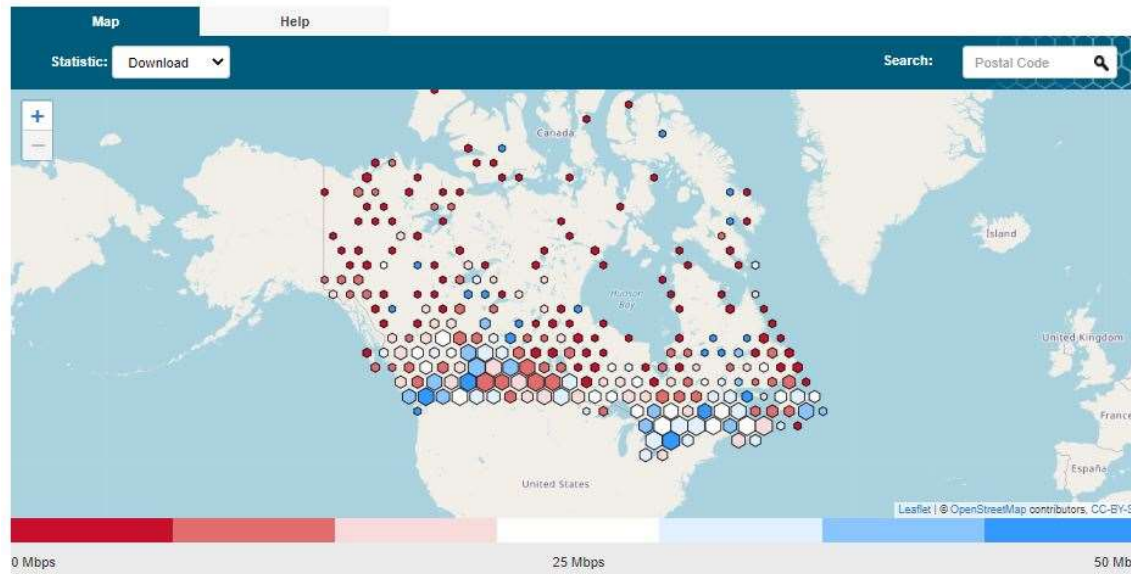 Map Help
Statistic: Download Search: Postal Code
+
−
Canada
Ísland
Hudson
Bay
United Kingdom
France
España
United States
Leaflet | © OpenStreetMap contributors, CC-BY-S
0 Mbps 25 Mbps 50 Mb